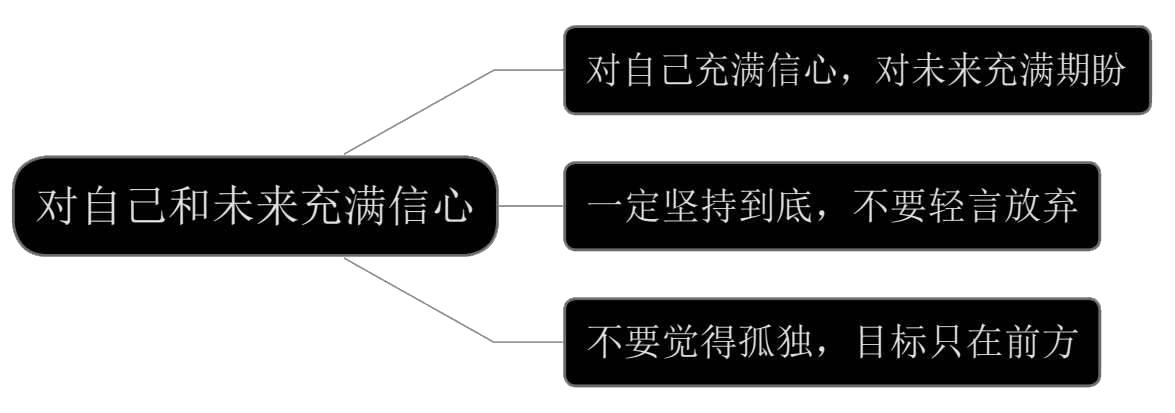 对自己和未来充满信心
对自己充满信心，对未来充满期盼
一定坚持到底，不要轻言放弃
不要觉得孤独，目标只在前方